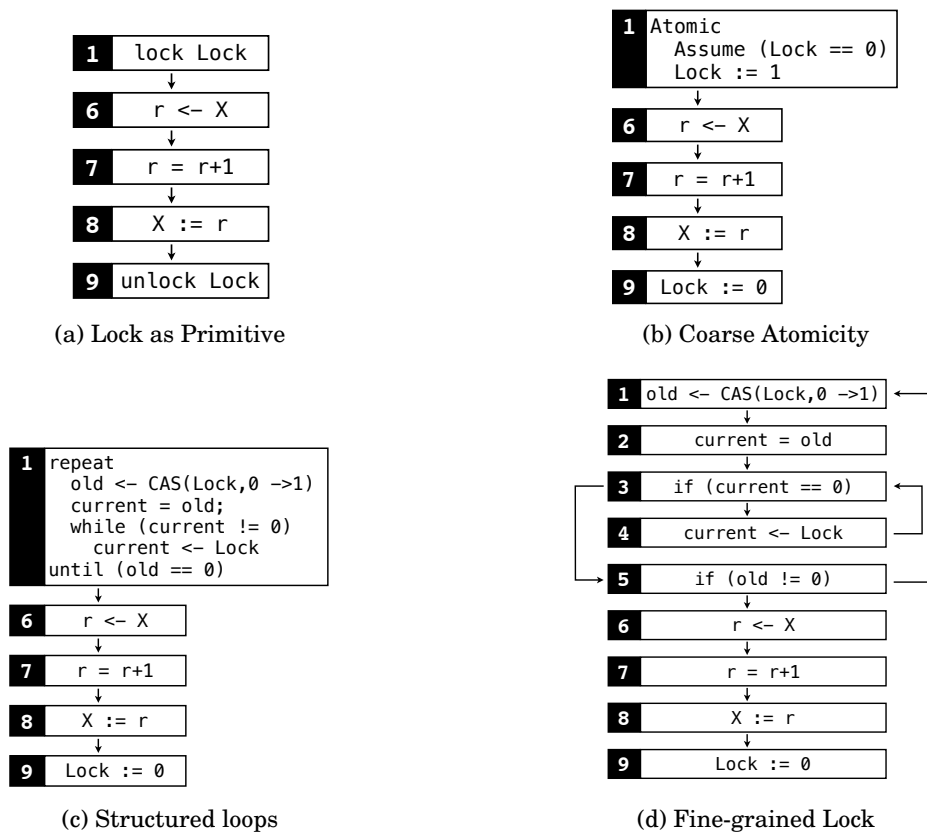 1 lock Lock
6 r <- X
7 r = r+1
8 X := r
9 unlock Lock
(a) Lock as Primitive
1 Atomic
Assume (Lock == 0)
Lock := 1
6 r <- X
7 r = r+1
8 X := r
9 Lock := 0
(b) Coarse Atomicity
1 repeat
old <- CAS(Lock,0 ->1)
current = old;
while (current != 0)
current <- Lock
until (old == 0)
6 r <- X
7 r = r+1
8 X := r
9 Lock := 0
(c) Structured loops
1 old <- CAS(Lock,0 ->1)
2 current = old
3 if (current == 0)
4 current <- Lock
5 if (old != 0)
6 r <- X
7 r = r+1
8 X := r
9 Lock := 0
(d) Fine-grained Lock